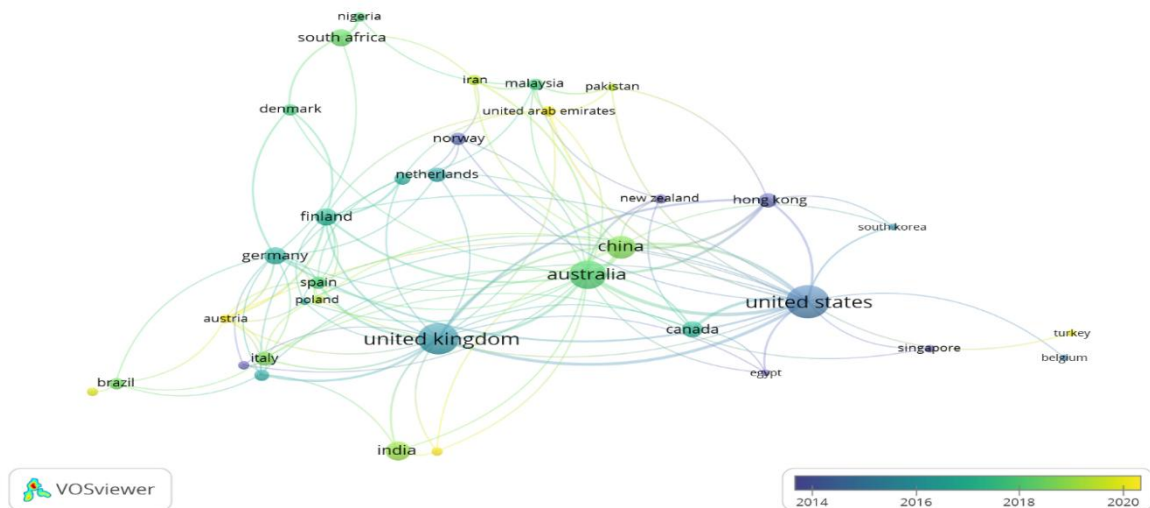 nigeria
south africa
iran
malaysia
pakistan
denmark
united arab emirates
norway
netherlands
new zealand
hong kong
finland
south korea
china
germany
australia
spain
poland
united states
austria
canada
united kingdom
turkey
singapore
italy
belgium
egypt
brazil
india
VOSviewer
2014 2016 2018 2020